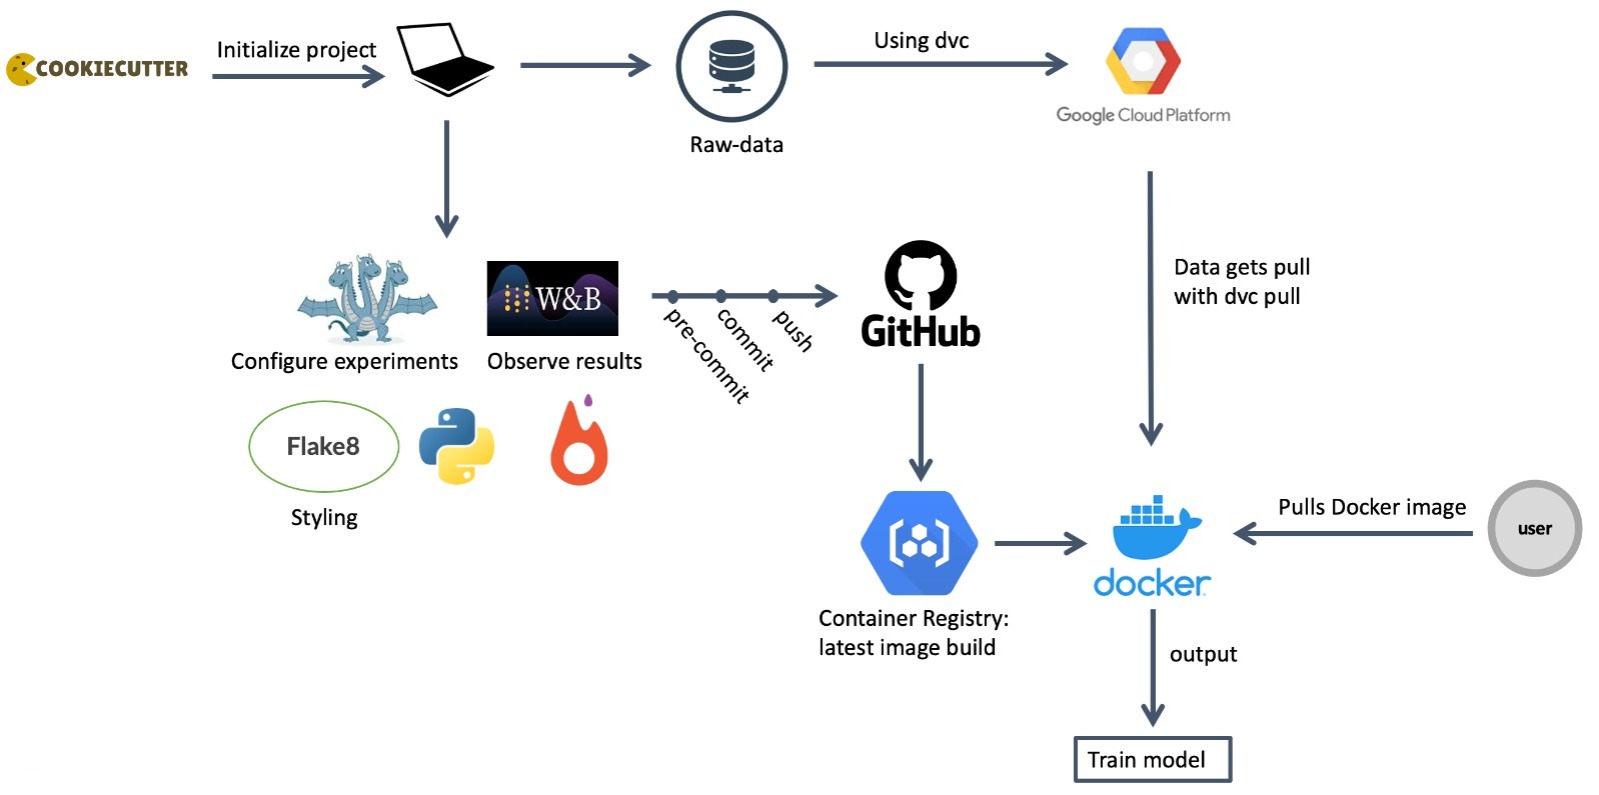 COOKIECUTTER
Initialize project
Using dvc
Google Cloud Platform
Raw-data
Data gets pull
with dvc pull
W&B
pre-commit
commit
push
GitHub
Configure experiments
Observe results
Flake8
Styling
Pulls Docker image
user
docker
Container Registry:
latest image build
output
Train model